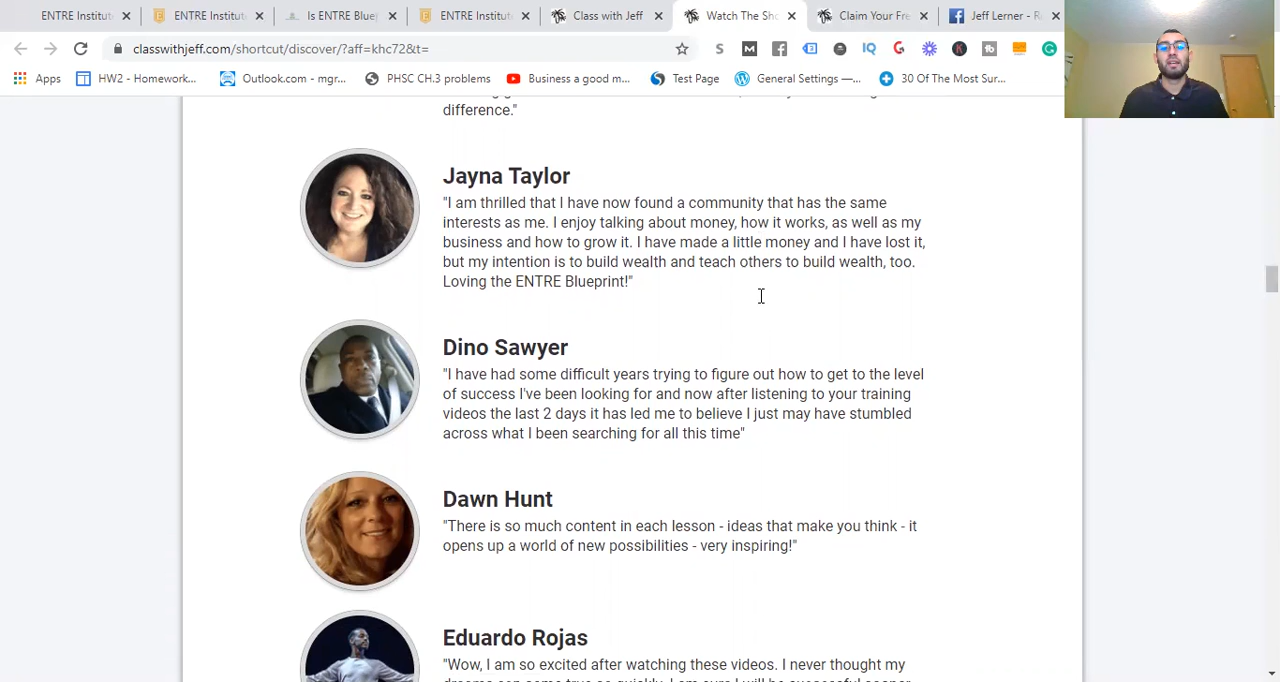 ENTRE Institut
ENTRE Institut
Is ENTRE Blue
ENTRE Institut
Class with Jeff
Watch The Sho
Claim Your Fre
Jeff Lerner - R
classwithjeff.com/shortcut/discover/?aff=khc72&t=
Apps
HW2 - Homework...
Outlook.com - mgr...
PHSC CH.3 problems
Business a good m...
Test Page
General Settings —...
30 Of The Most Sur...
difference."
Jayna Taylor
"I am thrilled that I have now found a community that has the same
interests as me. I enjoy talking about money, how it works, as well as my
business and how to grow it. I have made a little money and I have lost it,
but my intention is to build wealth and teach others to build wealth, too.
Loving the ENTRE Blueprint!"
Dino Sawyer
"I have had some difficult years trying to figure out how to get to the level
of success I've been looking for and now after listening to your training
videos the last 2 days it has led me to believe I just may have stumbled
across what I been searching for all this time"
Dawn Hunt
"There is so much content in each lesson - ideas that make you think - it
opens up a world of new possibilities - very inspiring!"
Eduardo Rojas
"Wow, I am so excited after watching these videos. I never thought my